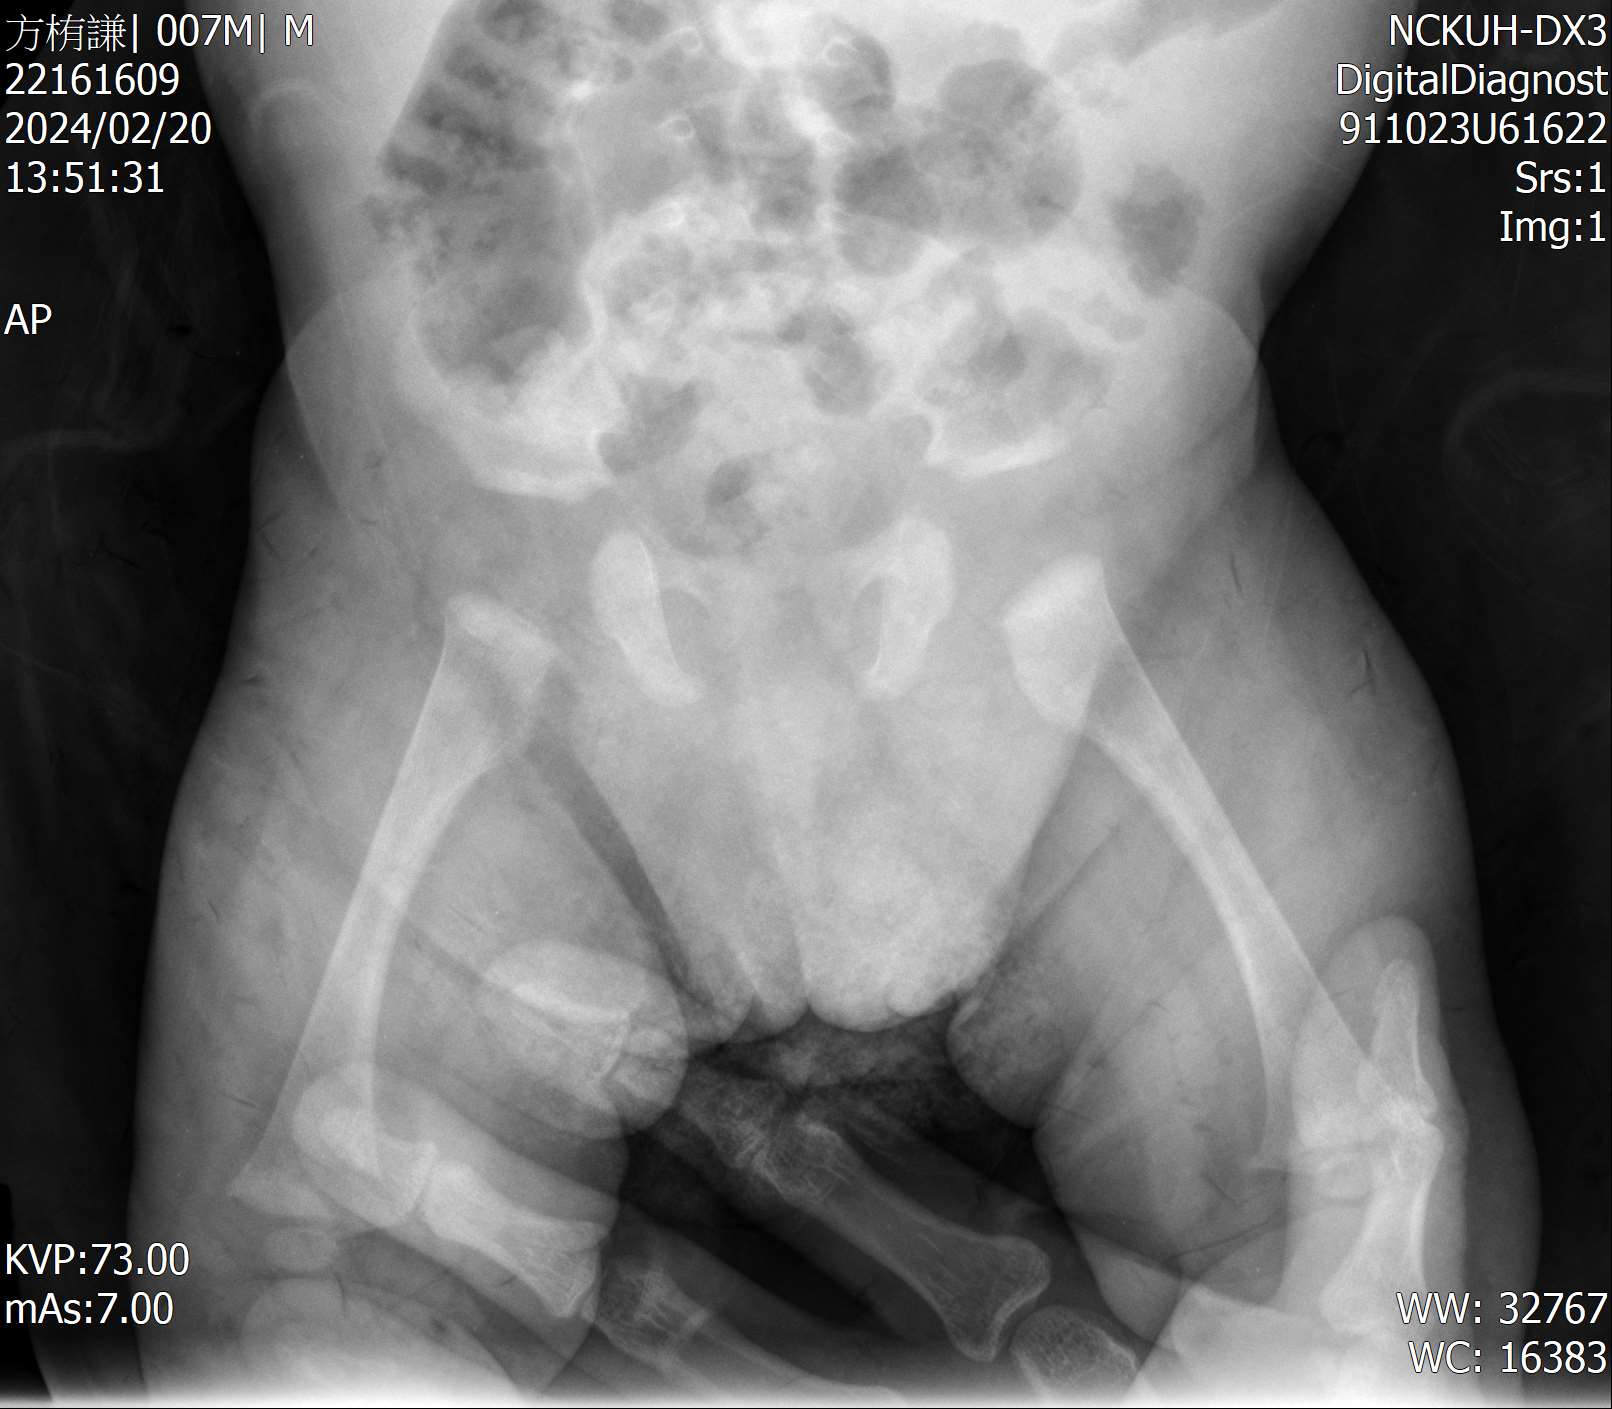 方栯謙| 007M| M
22161609
2024/02/20
13:51:31
AP
NCKUH-DX3
DigitalDiagnost
911023U61622
Srs:1
Img:1
KVP:73.00
mAs:7.00
WW: 32767
WC: 16383